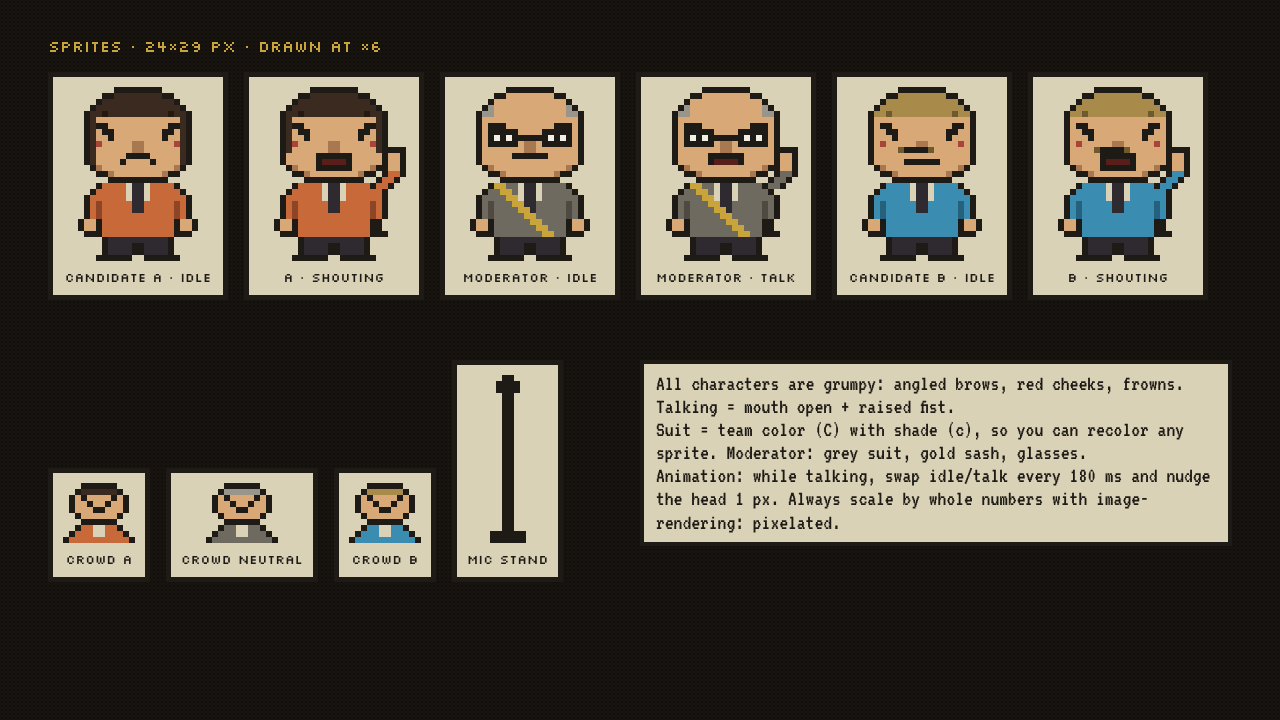 SPRITES · 24×29 PX · DRAWN AT ×6
CANDIDATE A · IDLE
A · SHOUTING
MODERATOR · IDLE
MODERATOR · TALK
CANDIDATE B · IDLE
B · SHOUTING
All characters are grumpy: angled brows, red cheeks, frowns.
Talking = mouth open + raised fist.
Suit = team color (C) with shade (c), so you can recolor any
sprite. Moderator: grey suit, gold sash, glasses.
Animation: while talking, swap idle/talk every 180 ms and nudge
the head 1 px. Always scale by whole numbers with image-
rendering: pixelated.
CROWD A
CROWD NEUTRAL
CROWD B
MIC STAND